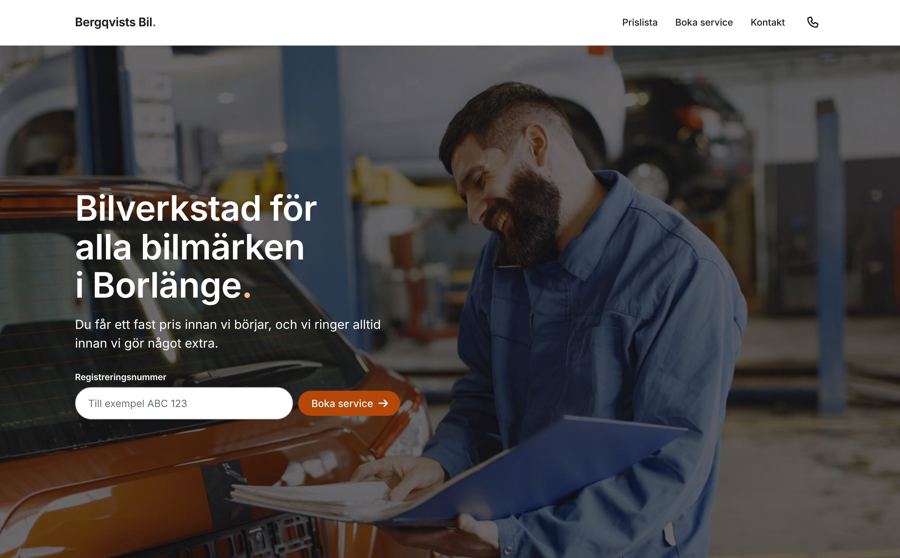 Bergqvists Bil.
Prislista
Boka service
Kontakt
Bilverkstad för
alla bilmärken
i Borlänge.
Du får ett fast pris innan vi börjar, och vi ringer alltid
innan vi gör något extra.
Registreringsnummer
Till exempel ABC 123
Boka service